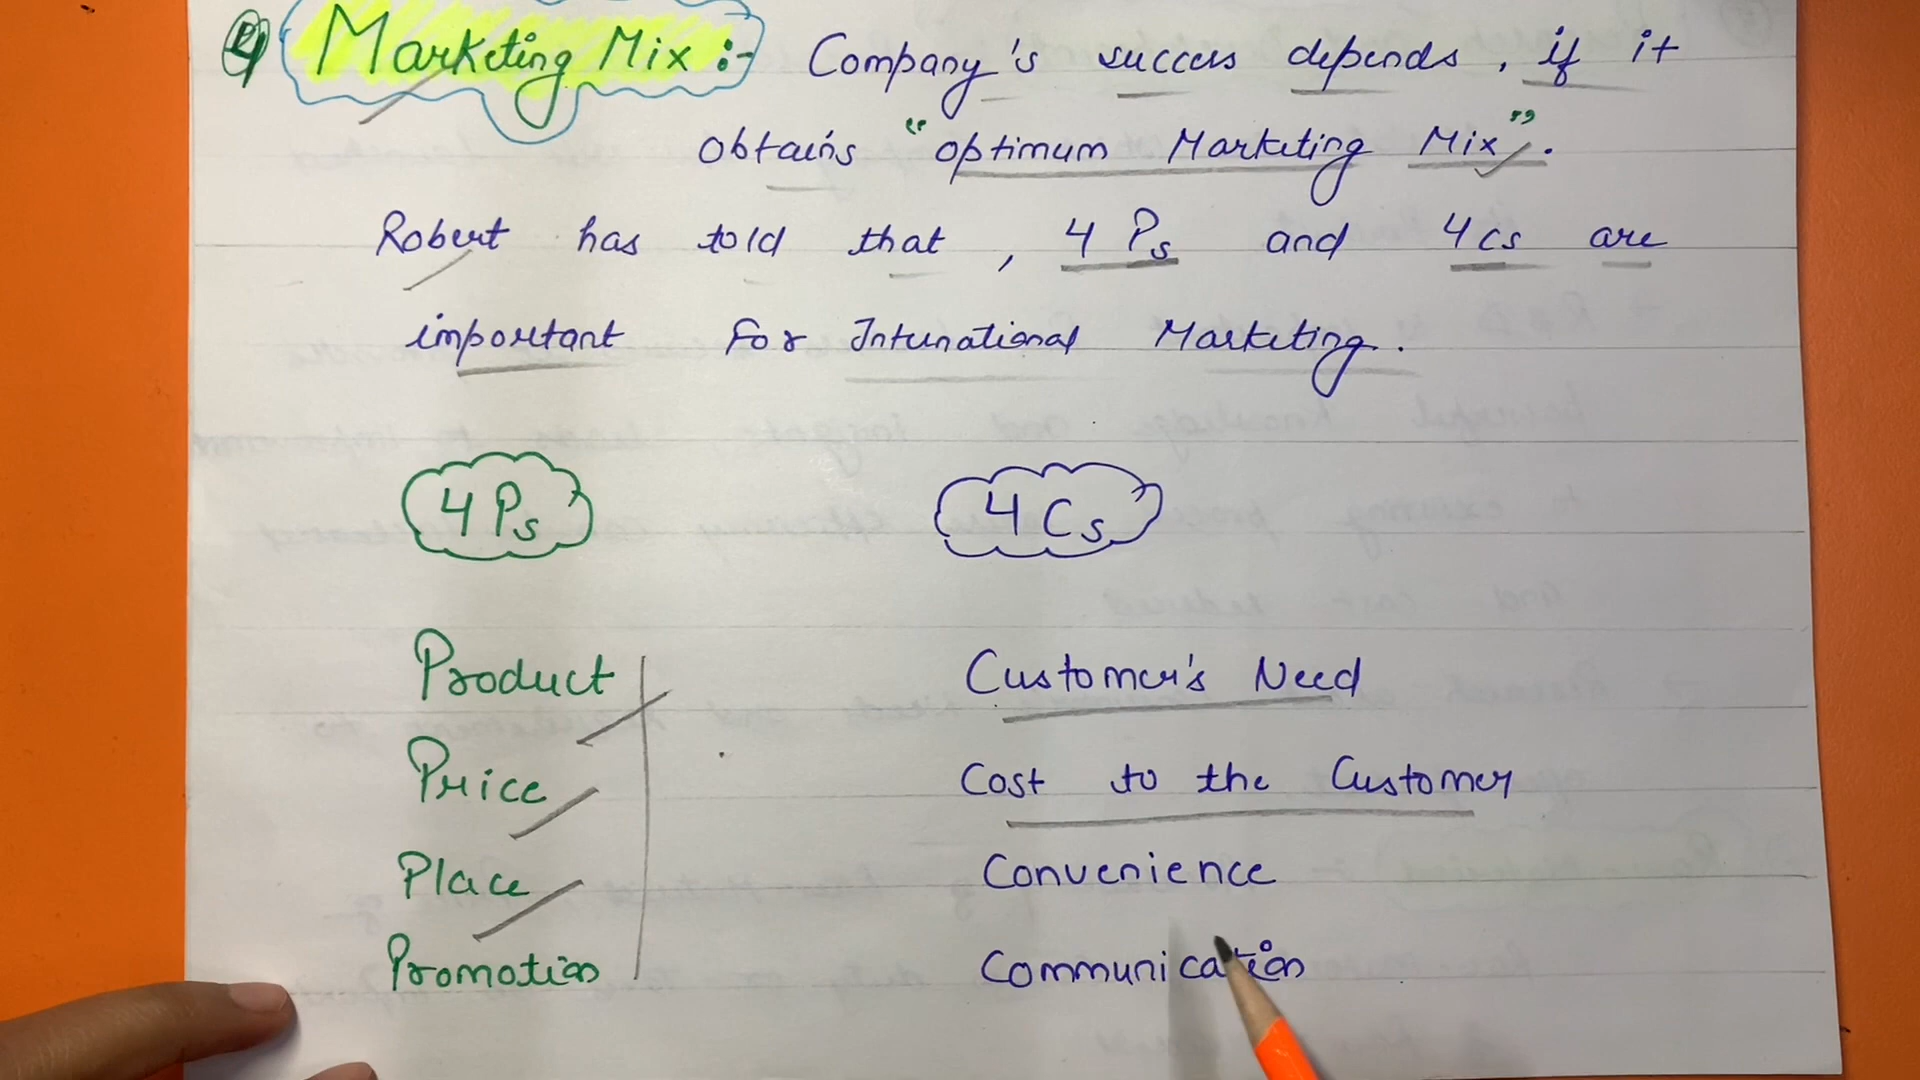 4) Marketing Mix :- Company's success depends, if it
obtains "optimum Marketing Mix".
Robert has told that, 4 Ps and 4 Cs are
important For International Marketing.
4 Ps 4 Cs
Product Customer's Need
Price Cost to the Customer
Place Convenience
Promotion Communication